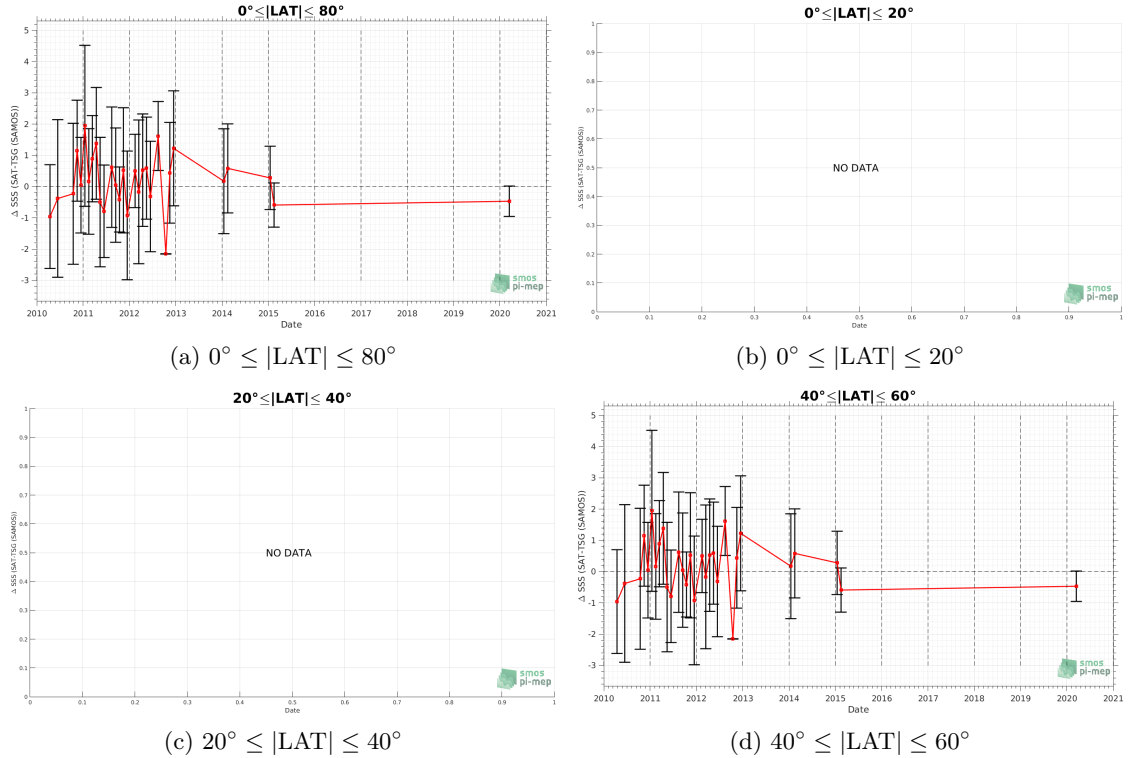 0°≤|LAT|≤ 80°
Δ SSS (SAT-TSG (SAMOS))
5
4
3
2
1
0
-1
-2
-3
2010 2011 2012 2013 2014 2015 2016 2017 2018 2019 2020 2021
Date
smos
pi-mep
(a) 0° ≤ |LAT| ≤ 80°
0°≤|LAT|≤ 20°
Δ SSS (SAT-TSG (SAMOS))
1
0.9
0.8
0.7
0.6
0.5
0.4
0.3
0.2
0.1
0
NO DATA
0 0.1 0.2 0.3 0.4 0.5 0.6 0.7 0.8 0.9 1
Date
smos
pi-mep
(b) 0° ≤ |LAT| ≤ 20°
20°≤|LAT|≤ 40°
Δ SSS (SAT-TSG (SAMOS))
1
0.9
0.8
0.7
0.6
0.5
0.4
0.3
0.2
0.1
0
NO DATA
0 0.1 0.2 0.3 0.4 0.5 0.6 0.7 0.8 0.9 1
Date
smos
pi-mep
(c) 20° ≤ |LAT| ≤ 40°
40°≤|LAT|≤ 60°
Δ SSS (SAT-TSG (SAMOS))
5
4
3
2
1
0
-1
-2
-3
2010 2011 2012 2013 2014 2015 2016 2017 2018 2019 2020 2021
Date
smos
pi-mep
(d) 40° ≤ |LAT| ≤ 60°